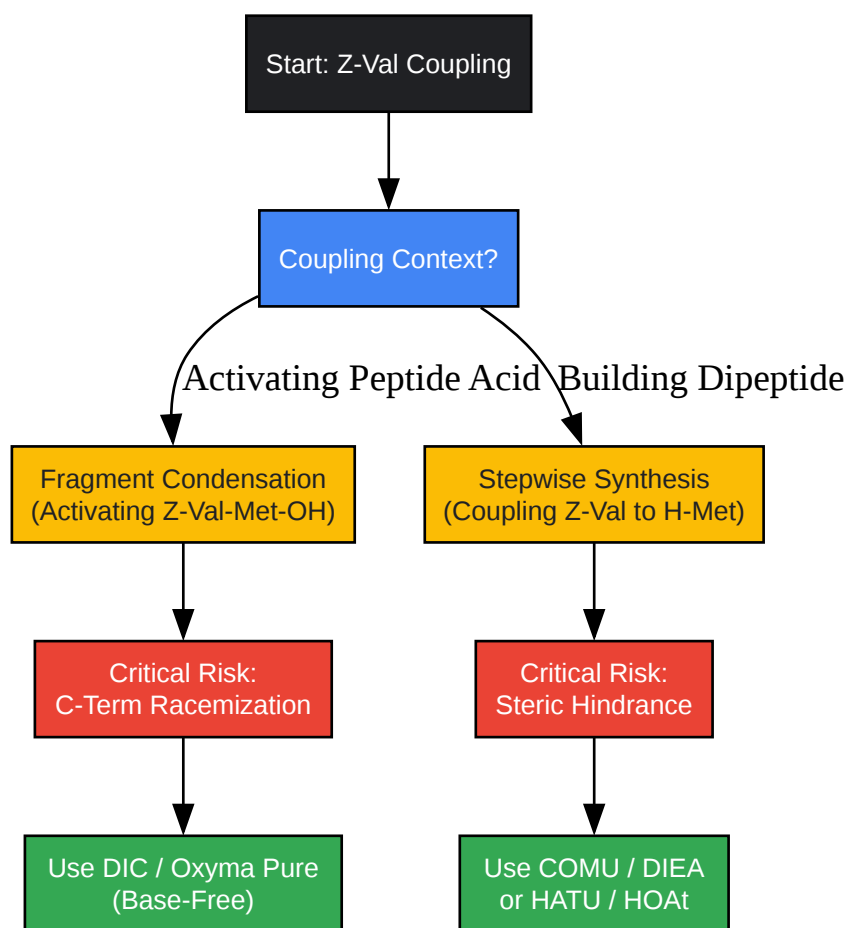 Start: Z-Val Coupling
Coupling Context?
Activating Peptide Acid
Building Dipeptide
Fragment Condensation
(Activating Z-Val-Met-OH)
Stepwise Synthesis
(Coupling Z-Val to H-Met)
Critical Risk:
C-Term Racemization
Critical Risk:
Steric Hindrance
Use DIC / Oxyma Pure
(Base-Free)
Use COMU / DIEA
or HATU / HOAt